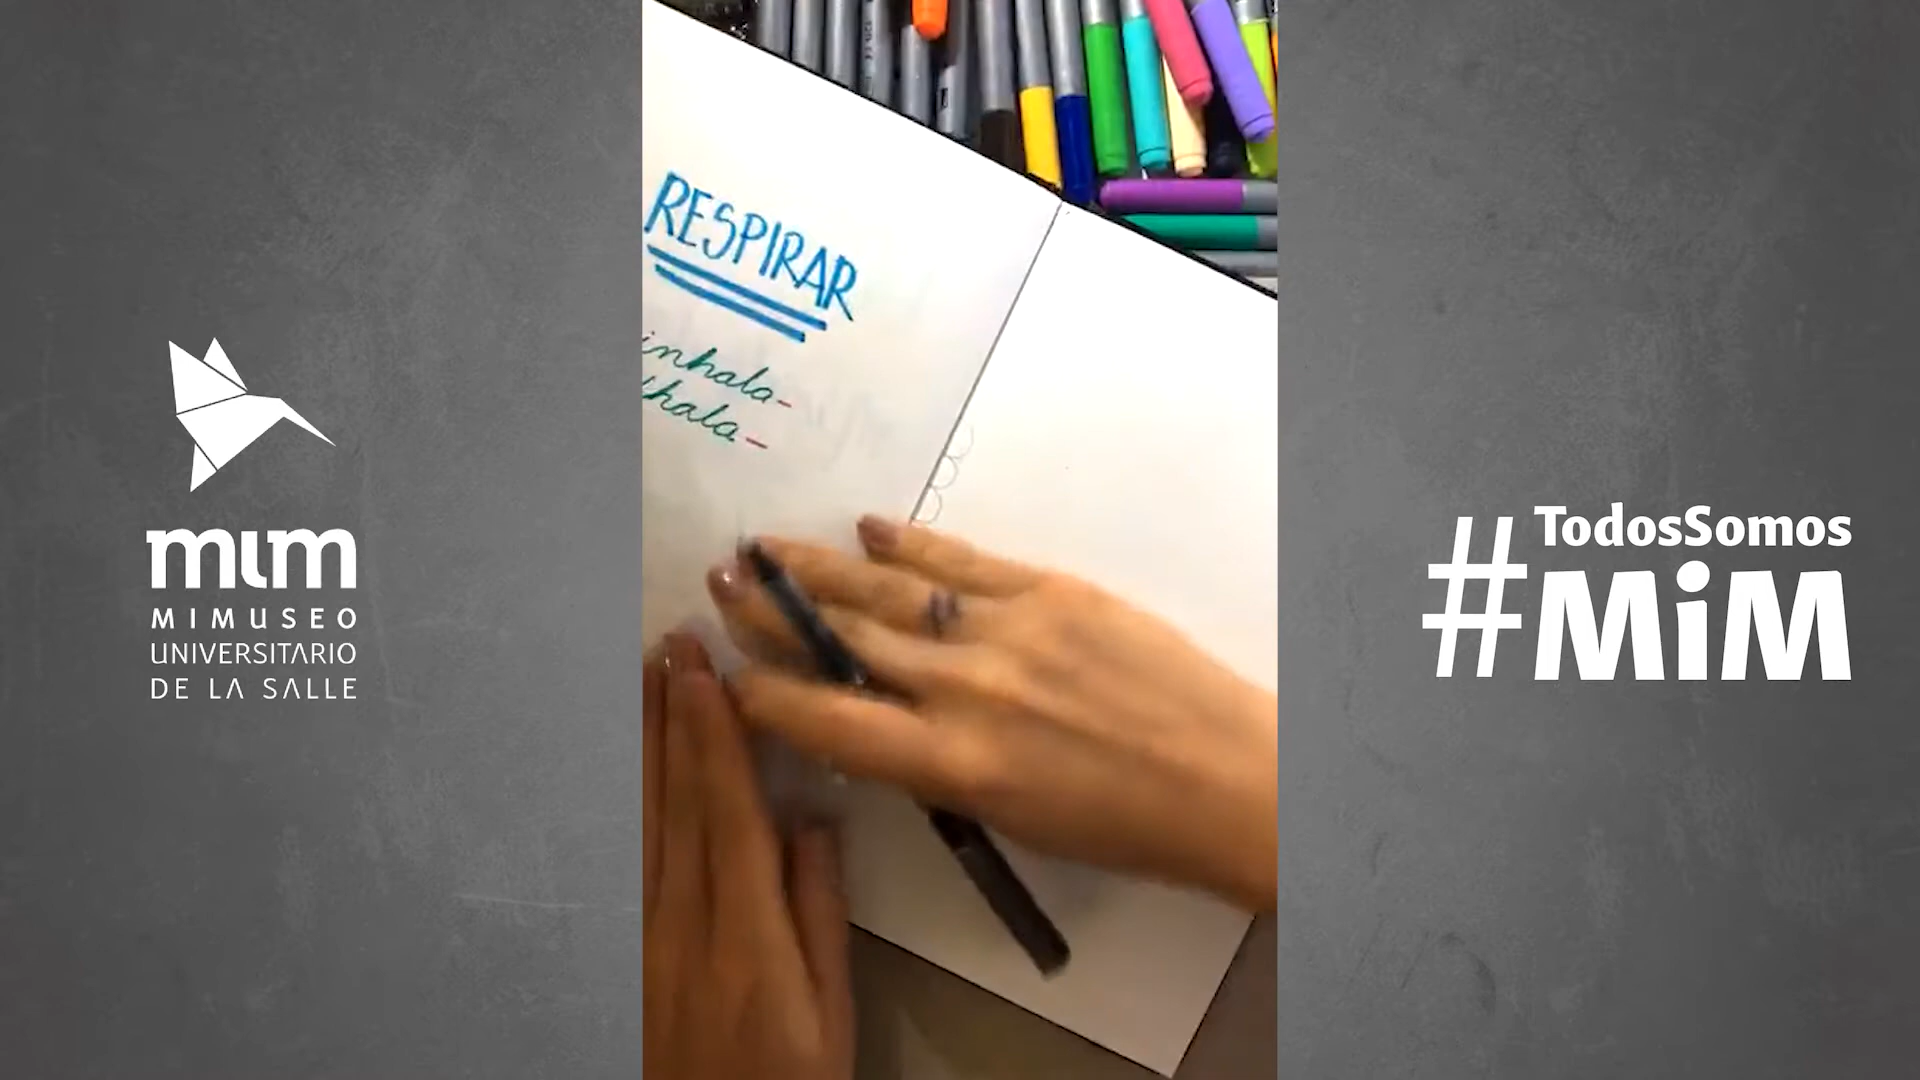 RESPIRAR
inhala-
hala-
mim
MIMUSEO
UNIVERSITARIO
DE LA SALLE
#TodosSomos
MiM